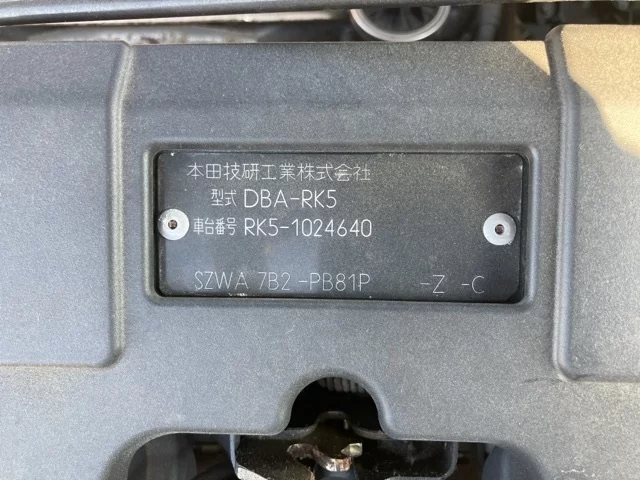 本田技研工業株式会社
型式 DBA-RK5
車台番号 RK5-1024640
SZWA 7B2 -PB81P -Z -C